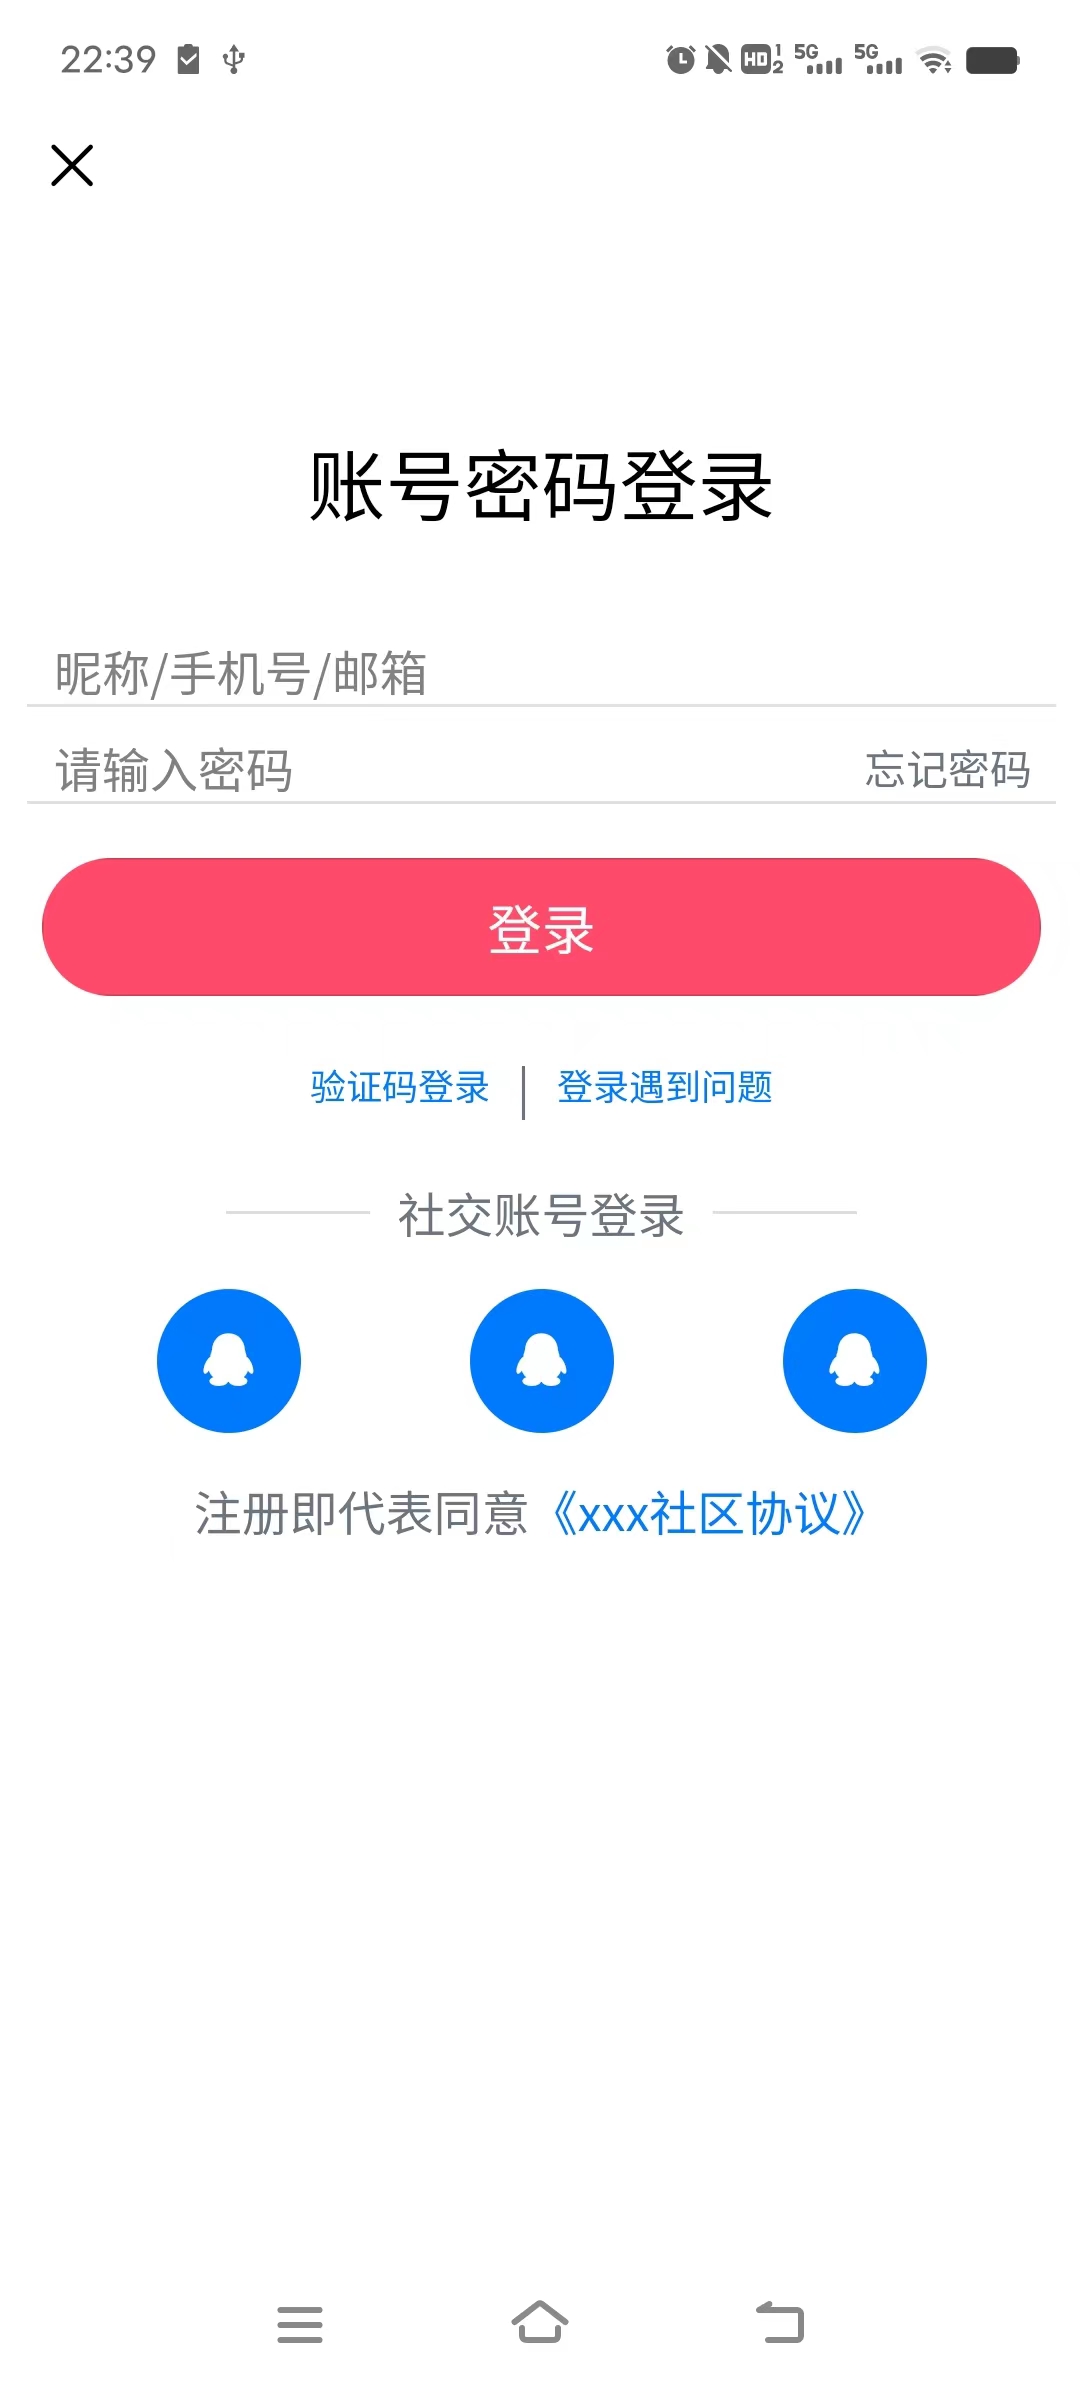 22:39
HD 1 2 5G 5G
账号密码登录
昵称/手机号/邮箱
请输入密码 忘记密码
登录
验证码登录 | 登录遇到问题
社交账号登录
注册即代表同意《xxx社区协议》